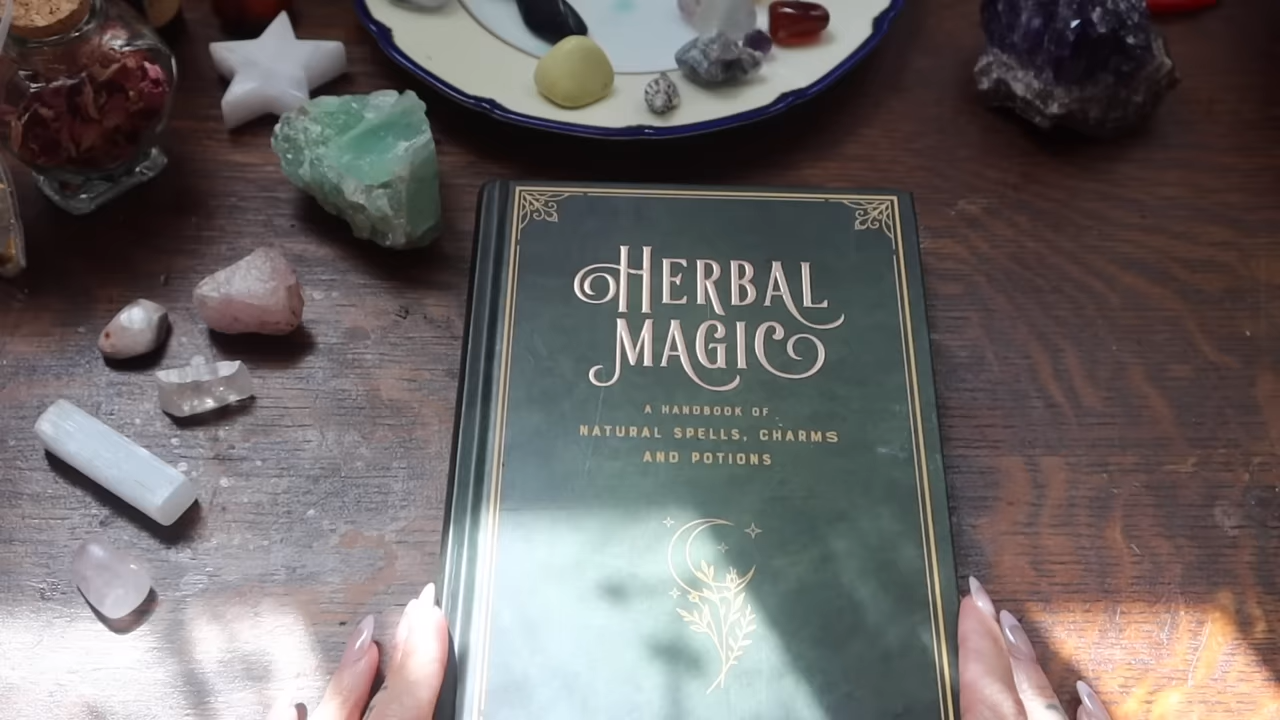 HERBAL
MAGIC
A HANDBOOK OF
NATURAL SPELLS, CHARMS
AND POTIONS